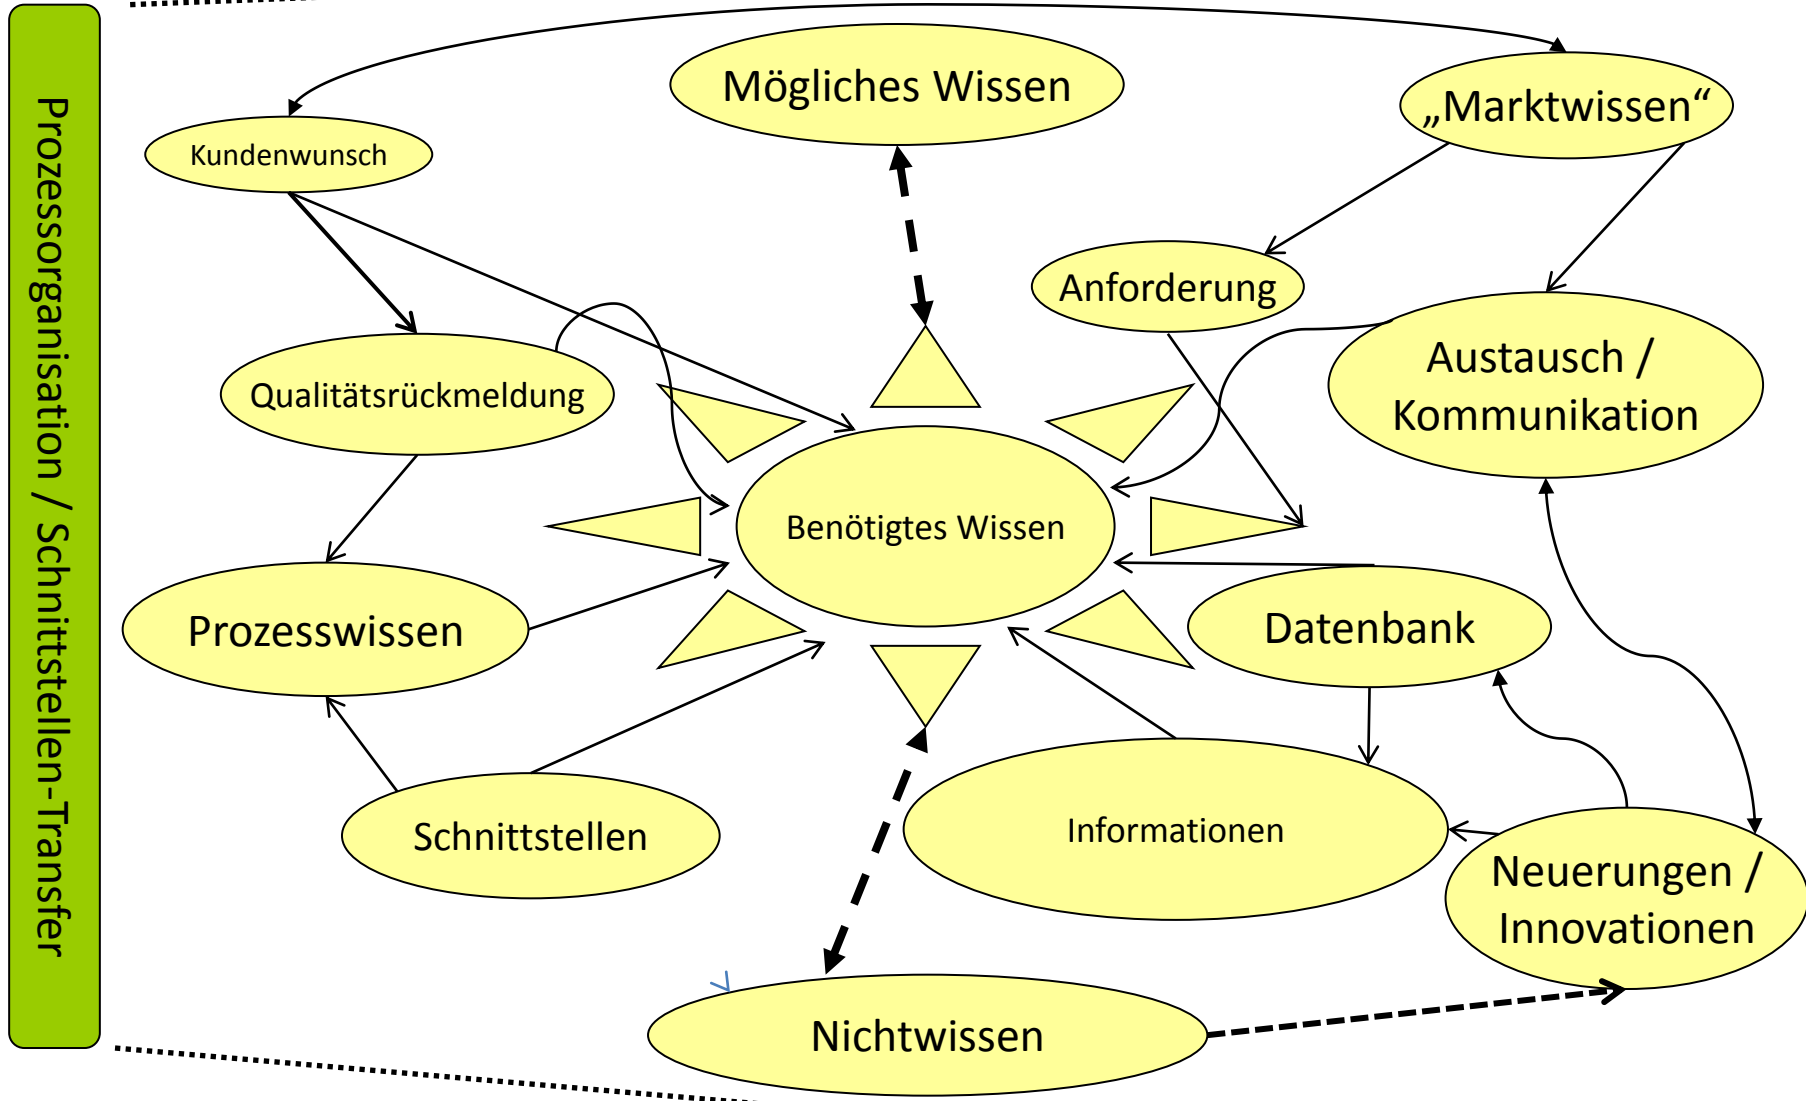 Prozessorganisation / Schnittstellen-Transfer
Mögliches Wissen
„Marktwissen“
Kundenwunsch
Anforderung
Qualitätsrückmeldung
Austausch /
Kommunikation
Benötigtes Wissen
Prozesswissen
Datenbank
Schnittstellen
Informationen
Neuerungen /
Innovationen
Nichtwissen